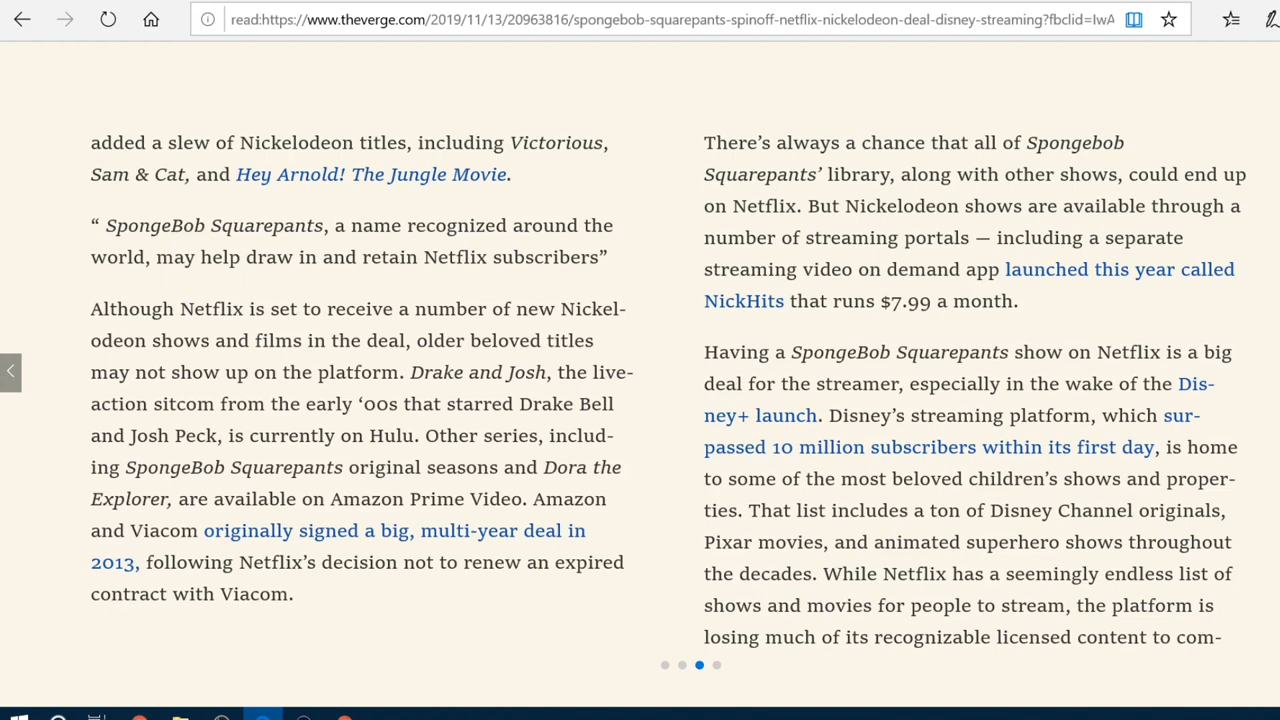 read:https://www.theverge.com/2019/11/13/20963816/spongebob-squarepants-spinoff-netflix-nickelodeon-deal-disney-streaming?fbclid=IwA
added a slew of Nickelodeon titles, including Victorious,
Sam & Cat, and Hey Arnold! The Jungle Movie.
“ SpongeBob Squarepants, a name recognized around the
world, may help draw in and retain Netflix subscribers”
Although Netflix is set to receive a number of new Nickel-
odeon shows and films in the deal, older beloved titles
may not show up on the platform. Drake and Josh, the live-
action sitcom from the early ‘00s that starred Drake Bell
and Josh Peck, is currently on Hulu. Other series, includ-
ing SpongeBob Squarepants original seasons and Dora the
Explorer, are available on Amazon Prime Video. Amazon
and Viacom originally signed a big, multi-year deal in
2013, following Netflix’s decision not to renew an expired
contract with Viacom.
There’s always a chance that all of Spongebob
Squarepants’ library, along with other shows, could end up
on Netflix. But Nickelodeon shows are available through a
number of streaming portals — including a separate
streaming video on demand app launched this year called
NickHits that runs $7.99 a month.
Having a SpongeBob Squarepants show on Netflix is a big
deal for the streamer, especially in the wake of the Dis-
ney+ launch. Disney’s streaming platform, which sur-
passed 10 million subscribers within its first day, is home
to some of the most beloved children’s shows and proper-
ties. That list includes a ton of Disney Channel originals,
Pixar movies, and animated superhero shows throughout
the decades. While Netflix has a seemingly endless list of
shows and movies for people to stream, the platform is
losing much of its recognizable licensed content to com-